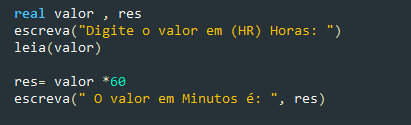 real valor , res
escreva("Digite o valor em (HR) Horas: ")
leia(valor)
res= valor *60
escreva(" O valor em Minutos é: ", res)